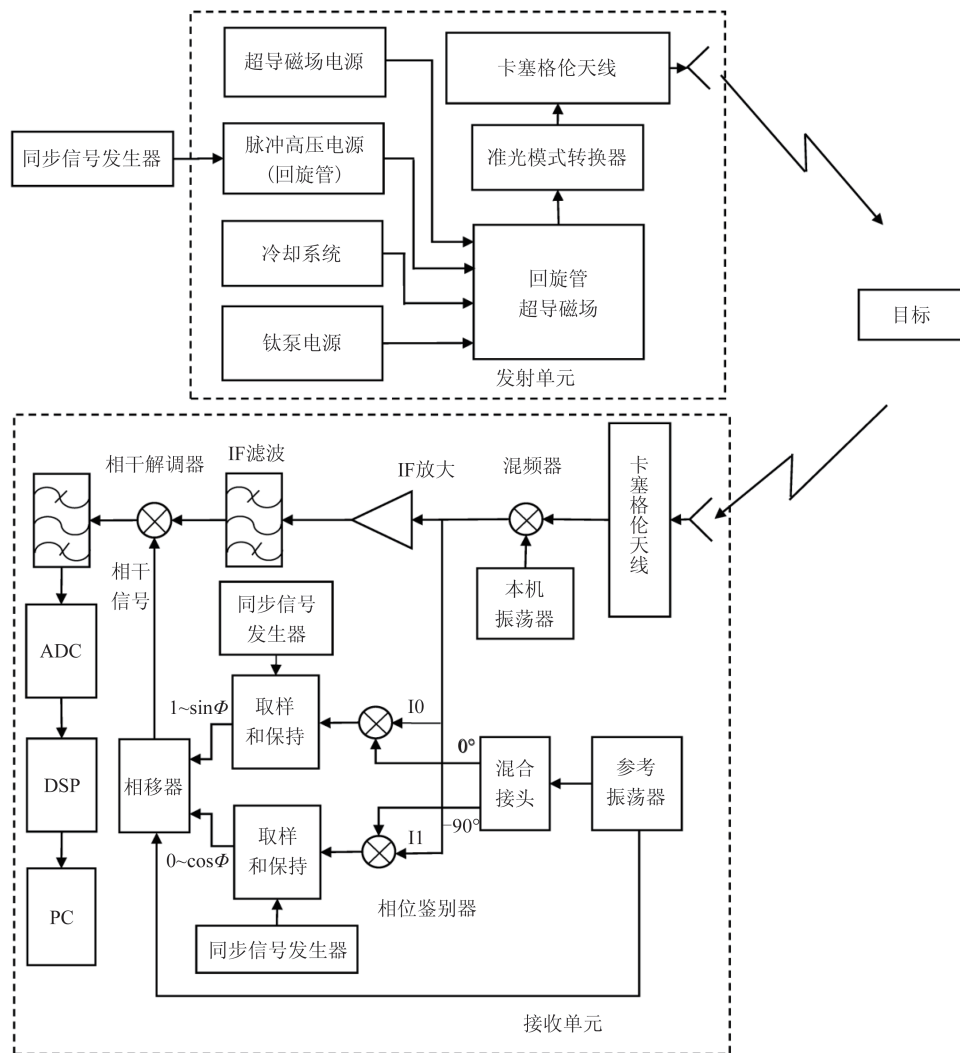 超导磁场电源
卡塞格伦天线
同步信号发生器
脉冲高压电源
(回旋管)
准光模式转换器
冷却系统
回旋管
超导磁场
目标
钛泵电源
发射单元
相干解调器
IF滤波
IF放大
混频器
卡塞格伦天线
相干
信号
同步信号
发生器
本机
振荡器
ADC
1~sinΦ
取样
和保持
I0
0°
DSP
相移器
混合
接头
参考
振荡器
0~cosΦ
取样
和保持
I1
−90°
PC
相位鉴别器
同步信号发生器
接收单元